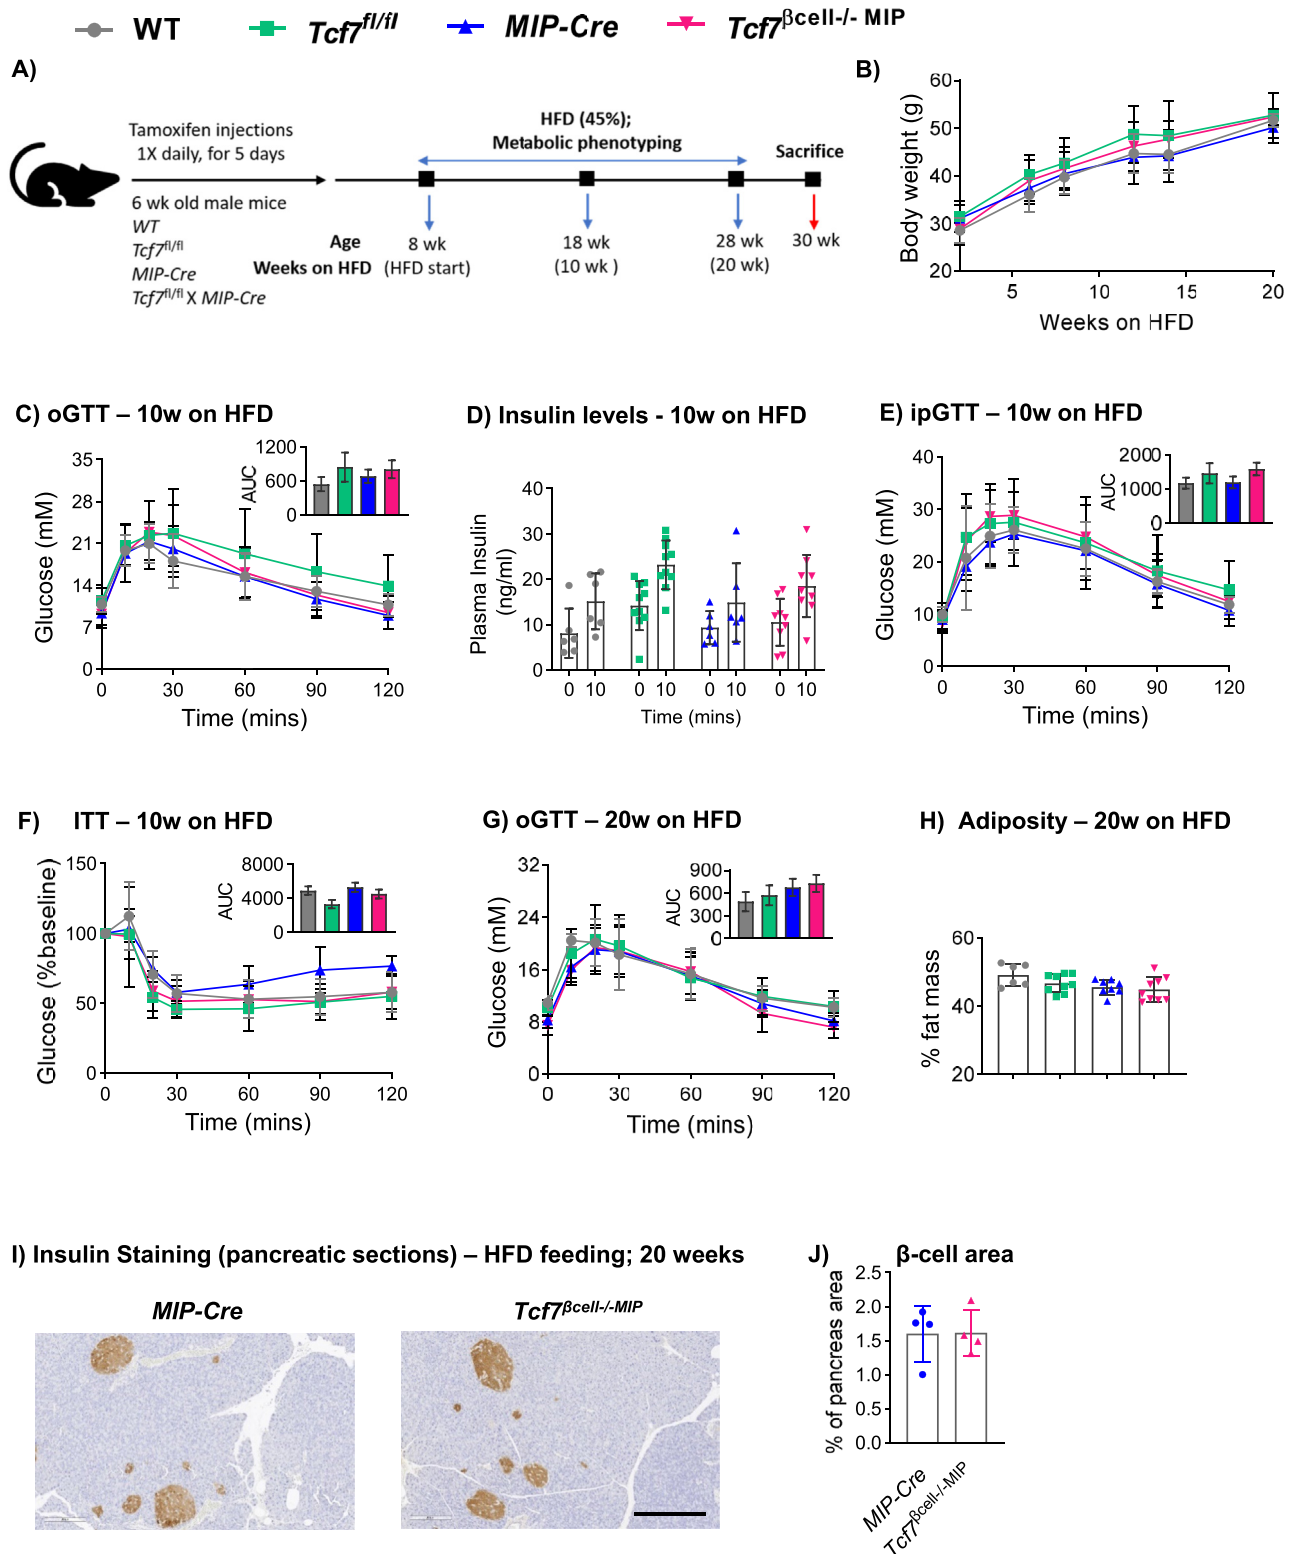 WT
Tcf7fl/fl
MIP-Cre
Tcf7βcell-/- MIP
A)
Tamoxifen injections
1X daily, for 5 days
6 wk old male mice
WT
Tcf7fl/fl
MIP-Cre
Tcf7fl/fl X MIP-Cre
HFD (45%);
Metabolic phenotyping
Sacrifice
Age
8 wk
18 wk
28 wk
30 wk
Weeks on HFD
(HFD start)
(10 wk )
(20 wk)
B)
Body weight (g)
60
50
40
30
20
5
10
15
20
Weeks on HFD
C) oGTT – 10w on HFD
Glucose (mM)
35
28
21
14
7
0
0
30
60
90
120
Time (mins)
AUC
1200
600
0
D) Insulin levels - 10w on HFD
Plasma Insulin
(ng/ml)
40
30
20
10
0
0
10
0
10
0
10
0
10
Time (mins)
E) ipGTT – 10w on HFD
Glucose (mM)
40
30
20
10
0
0
30
60
90
120
Time (mins)
AUC
2000
1000
0
F) ITT – 10w on HFD
Glucose (%baseline)
150
100
50
0
0
30
60
90
120
Time (mins)
AUC
8000
4000
0
G) oGTT – 20w on HFD
Glucose (mM)
32
24
16
8
0
0
30
60
90
120
Time (mins)
AUC
900
600
300
0
H) Adiposity – 20w on HFD
% fat mass
60
40
20
I) Insulin Staining (pancreatic sections) – HFD feeding; 20 weeks
MIP-Cre
Tcf7βcell-/-MIP
J) β-cell area
% of pancreas area
2.5
2.0
1.5
1.0
0.5
0.0
MIP-Cre
Tcf7βcell-/-MIP